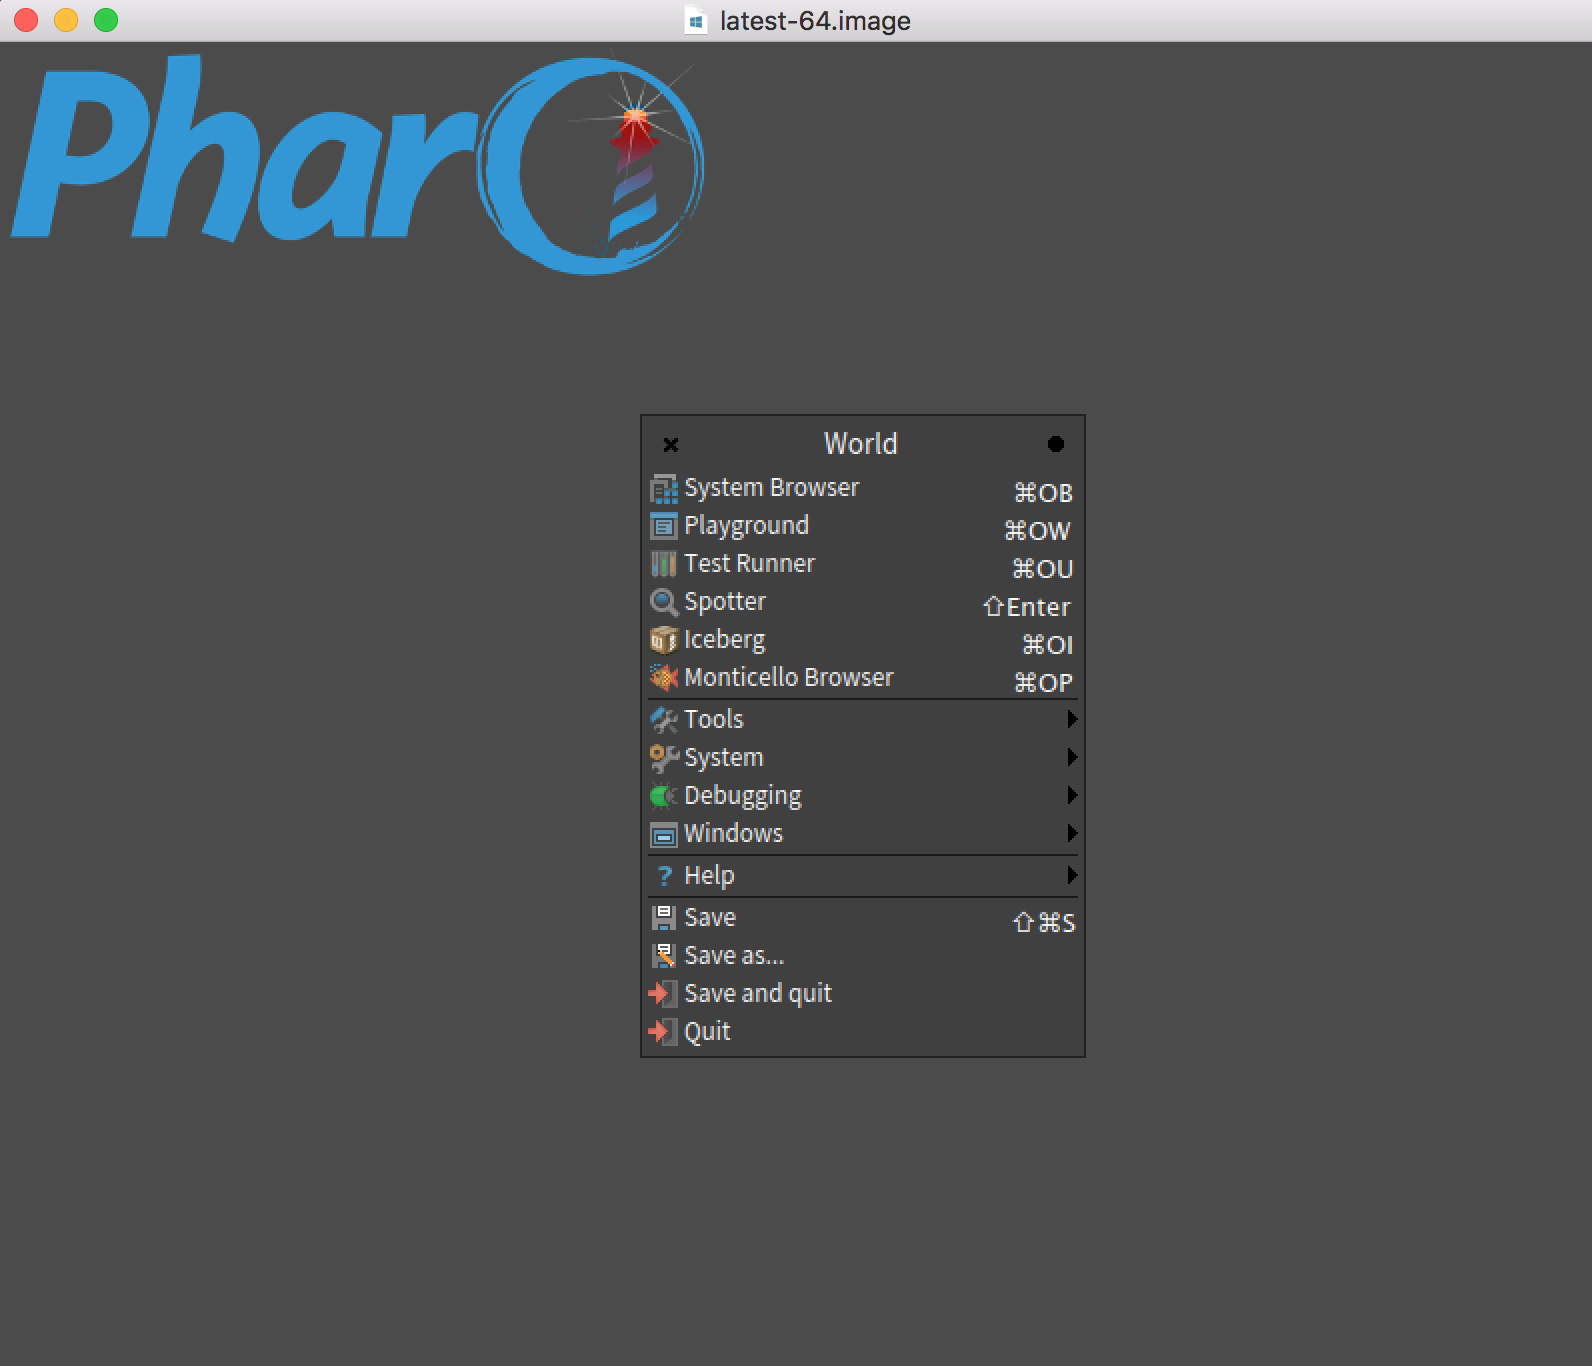 latest-64.image
Pharo
World
System Browser ⌘OB
Playground ⌘OW
Test Runner ⌘OU
Spotter ⇧Enter
Iceberg ⌘OI
Monticello Browser ⌘OP
Tools
System
Debugging
Windows
? Help
Save ⇧⌘S
Save as...
Save and quit
Quit